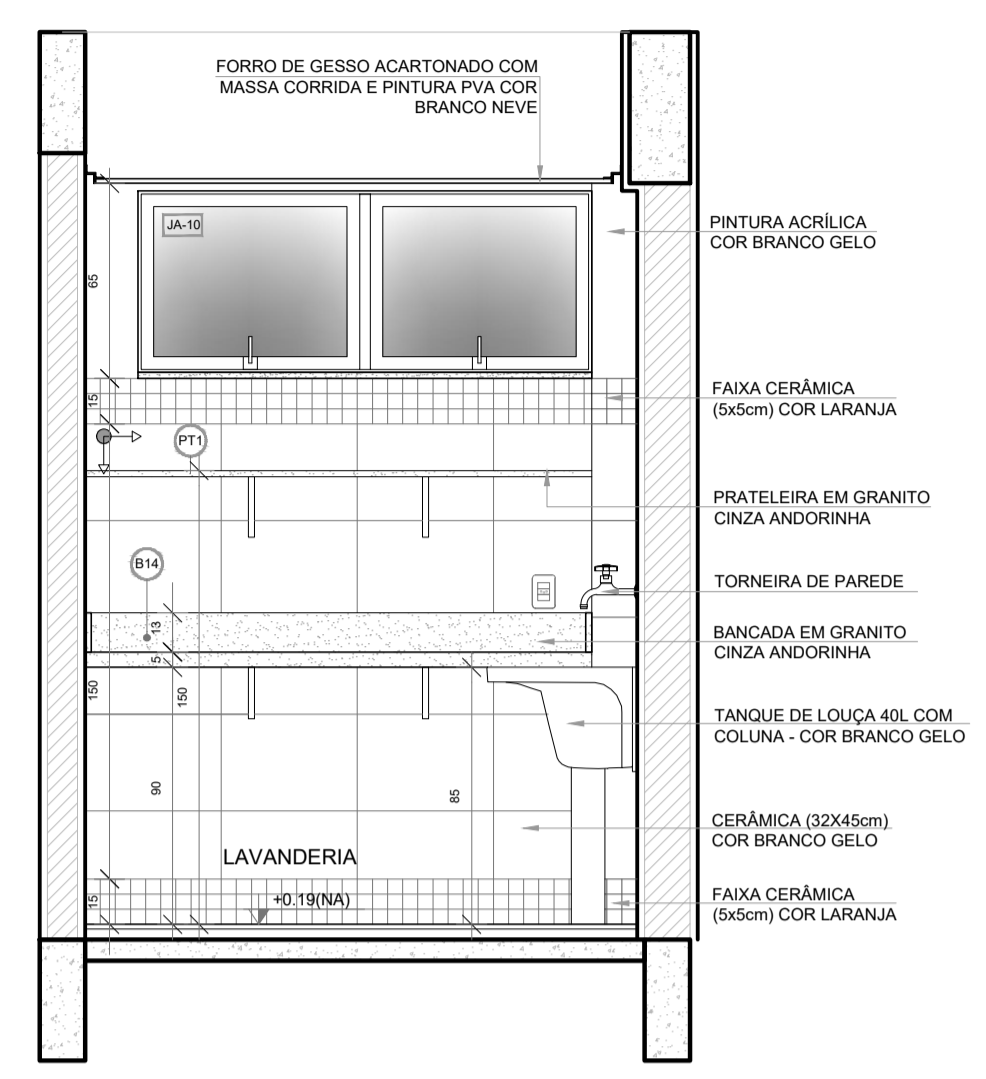 FORRO DE GESSO ACARTONADO COM
MASSA CORRIDA E PINTURA PVA COR
BRANCO NEVE
JA-10
PINTURA ACRÍLICA
COR BRANCO GELO
65
FAIXA CERÂMICA
(5x5cm) COR LARANJA
15
PT1
PRATELEIRA EM GRANITO
CINZA ANDORINHA
B14
TORNEIRA DE PAREDE
13
BANCADA EM GRANITO
CINZA ANDORINHA
5
150
150
TANQUE DE LOUÇA 40L COM
COLUNA - COR BRANCO GELO
90
85
CERÂMICA (32X45cm)
COR BRANCO GELO
LAVANDERIA
15
+0.19(NA)
FAIXA CERÂMICA
(5x5cm) COR LARANJA